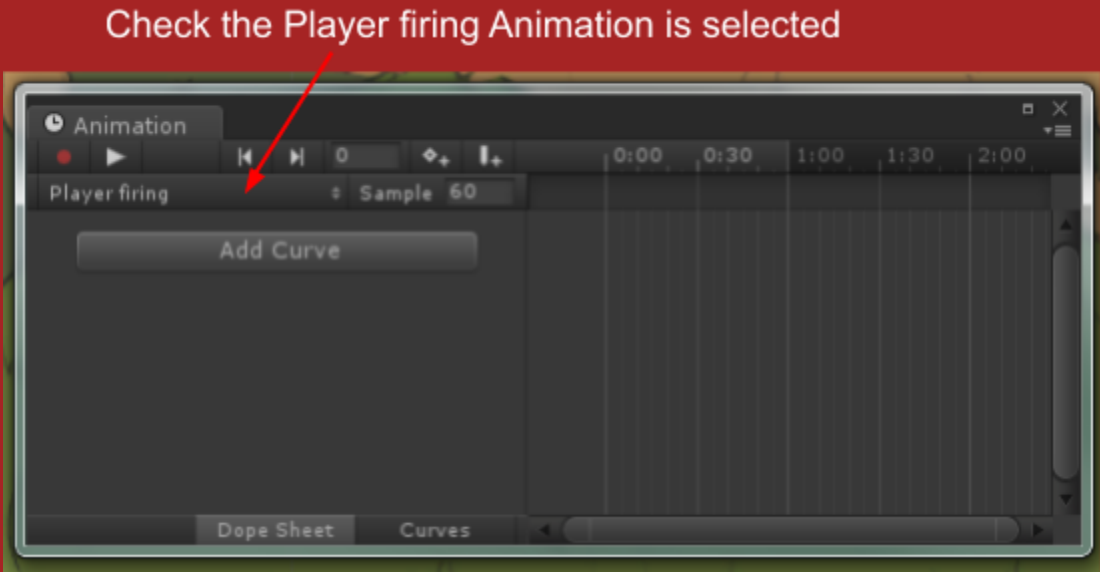 Check the Player firing Animation is selected
Animation
0
0:00 0:30 1:00 1:30 2:00
Player firing Sample 60
Add Curve
Dope Sheet Curves